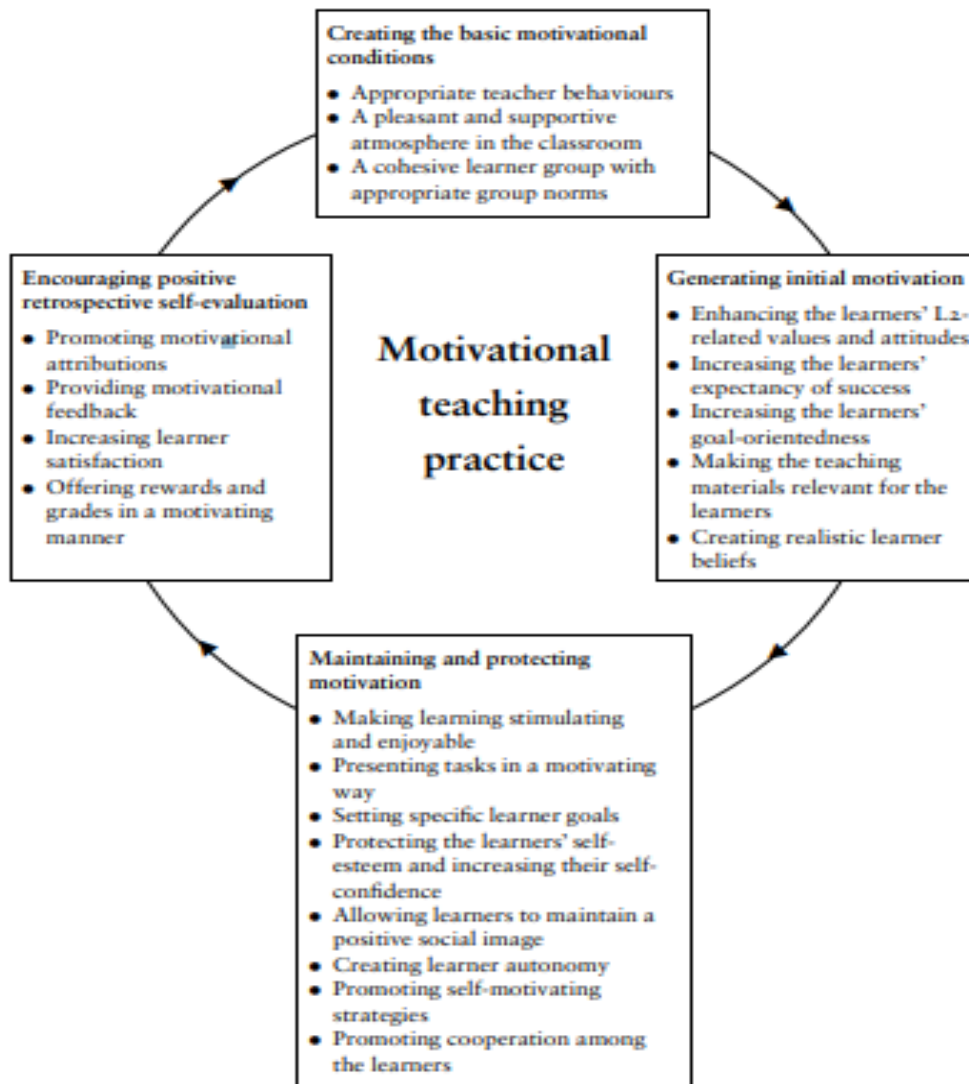 Creating the basic motivational
conditions
● Appropriate teacher behaviours
● A pleasant and supportive
atmosphere in the classroom
● A cohesive learner group with
appropriate group norms
Encouraging positive
retrospective self-evaluation
● Promoting motivational
attributions
● Providing motivational
feedback
● Increasing learner
satisfaction
● Offering rewards and
grades in a motivating
manner
Motivational
teaching
practice
Generating initial motivation
● Enhancing the learners' L2-
related values and attitudes
● Increasing the learners'
expectancy of success
● Increasing the learners'
goal-orientedness
● Making the teaching
materials relevant for the
learners
● Creating realistic learner
beliefs
Maintaining and protecting
motivation
● Making learning stimulating
and enjoyable
● Presenting tasks in a motivating
way
● Setting specific learner goals
● Protecting the learners' self-
esteem and increasing their self-
confidence
● Allowing learners to maintain a
positive social image
● Creating learner autonomy
● Promoting self-motivating
strategies
● Promoting cooperation among
the learners